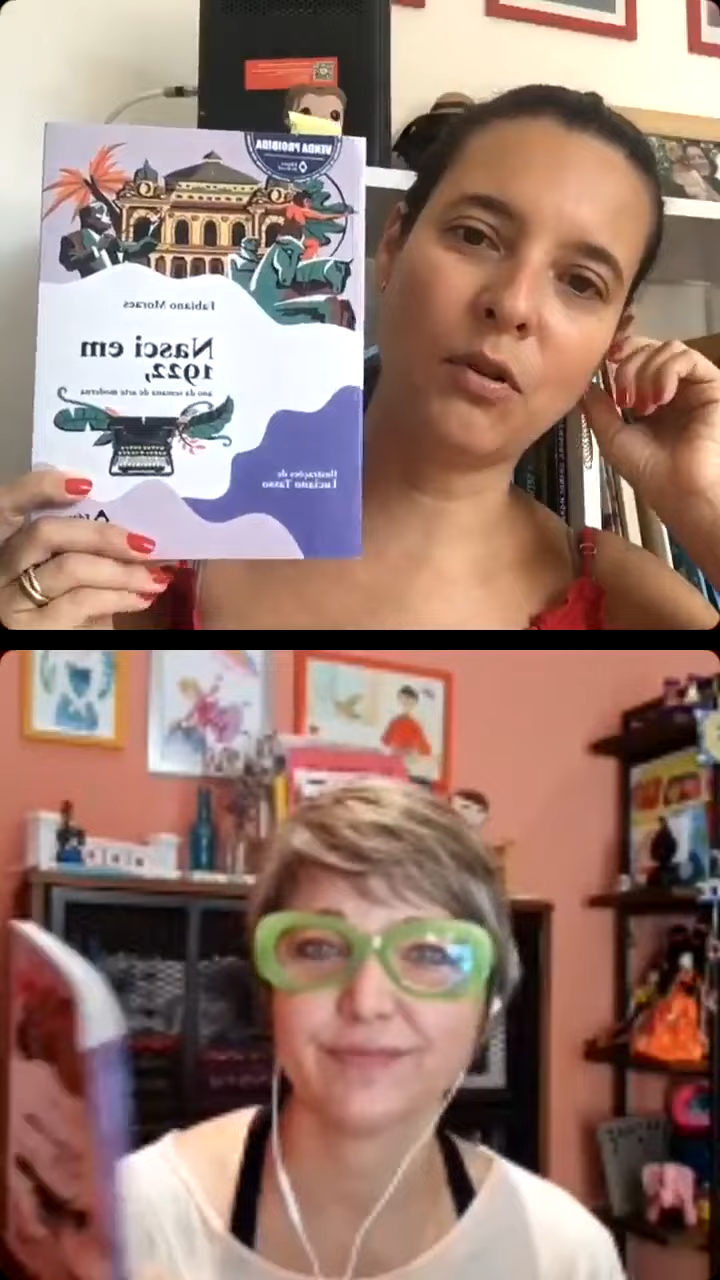 VENDA PROIBIDA
Fabiano Moraes
Nasci em
1922,
ano da semana de arte moderna
Ilustrações de
Luciano Tasso